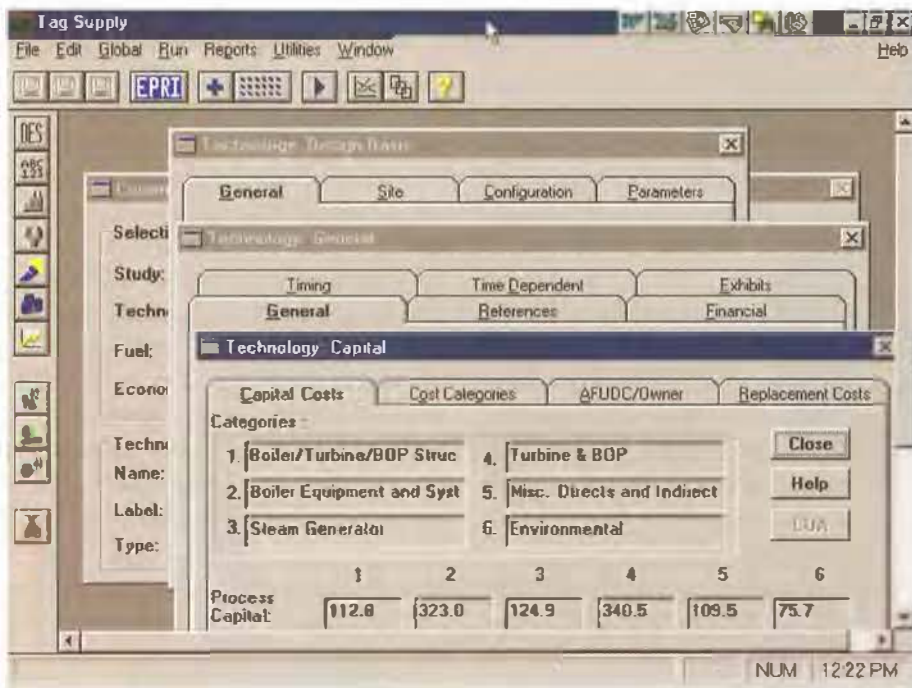 Tag Supply
File Edit Global Run Reports Utilities Window Help
EPRI ?
DES
ABC
123
Technology Design Basis
General Site Configuration Parameters
Selecti
Technology General
Study:
Timing Time Dependent Exhibits
Techn
General References Financial
Fuel:
Technology Capital
Econo
Capital Costs Cost Categories AFUDC/Owner Replacement Costs
Categories
Techn
1. Boiler/Turbine/BOP Struc 4. Turbine & BOP Close
Name:
2. Boiler Equipment and Syst 5. Misc. Directs and Indirect Help
Label:
3. Steam Generator 6. Environmental
Type:
1 2 3 4 5 6
Process
Capital: 112.8 323.0 124.9 340.5 109.5 75.7
NUM 12:22 PM